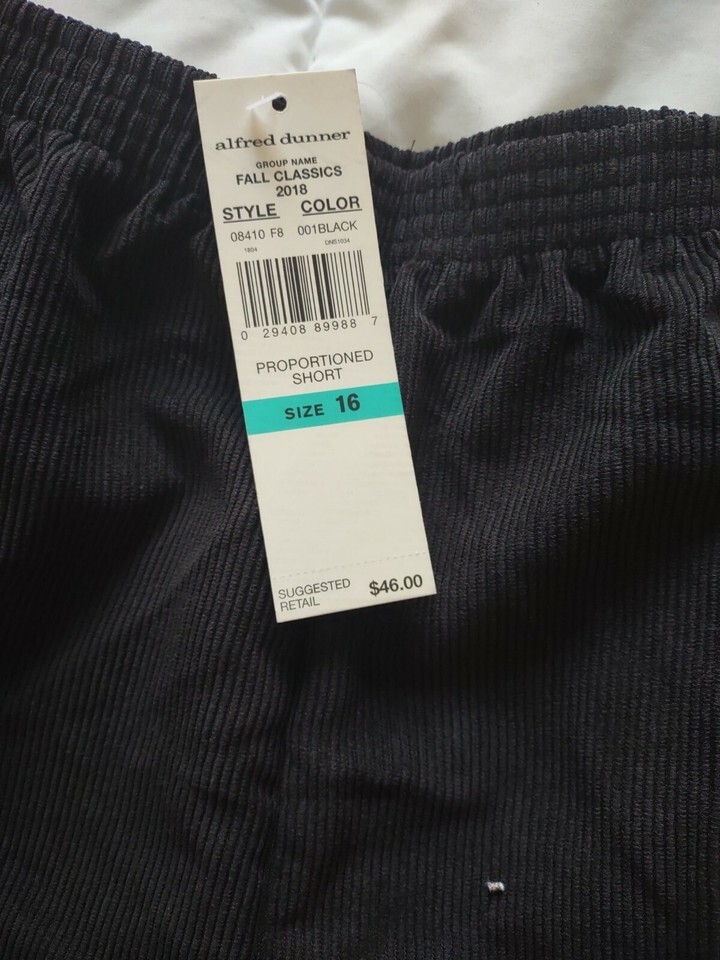 alfred dunner
GROUP NAME
FALL CLASSICS
2018
STYLE COLOR
08410 F8 001BLACK
1804 DNS1034
0 29408 89988 7
PROPORTIONED
SHORT
SIZE 16
SUGGESTED
RETAIL $46.00